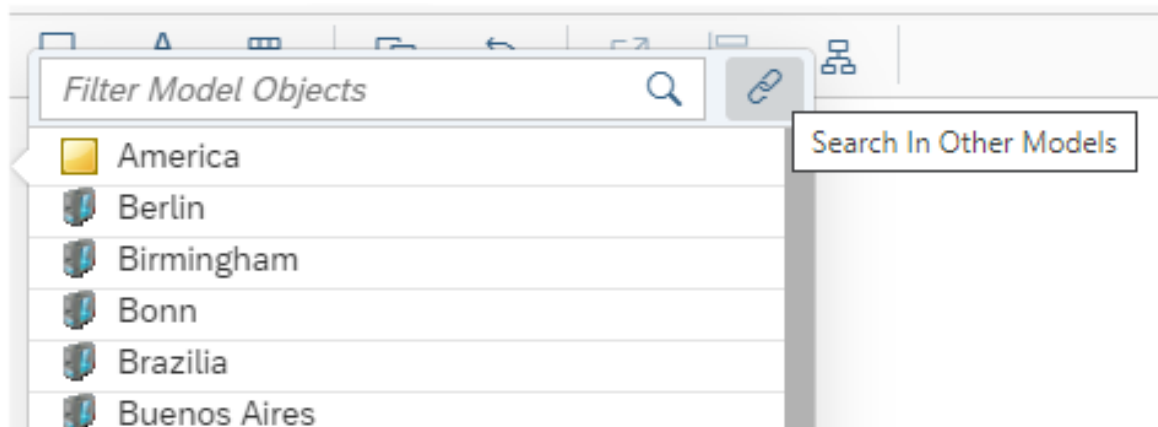 Filter Model Objects
Search In Other Models
America
Berlin
Birmingham
Bonn
Brazilia
Buenos Aires